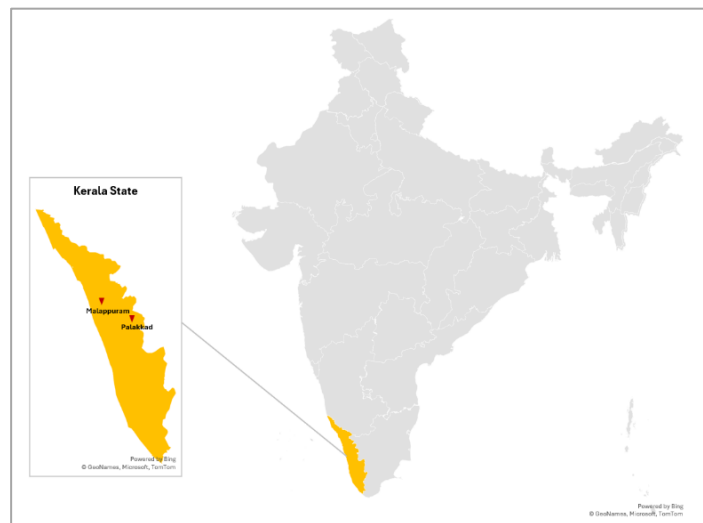 Kerala State
Malappuram
Palakkad
Powered by Bing
© GeoNames, Microsoft, TomTom
Powered by Bing
© GeoNames, Microsoft, TomTom